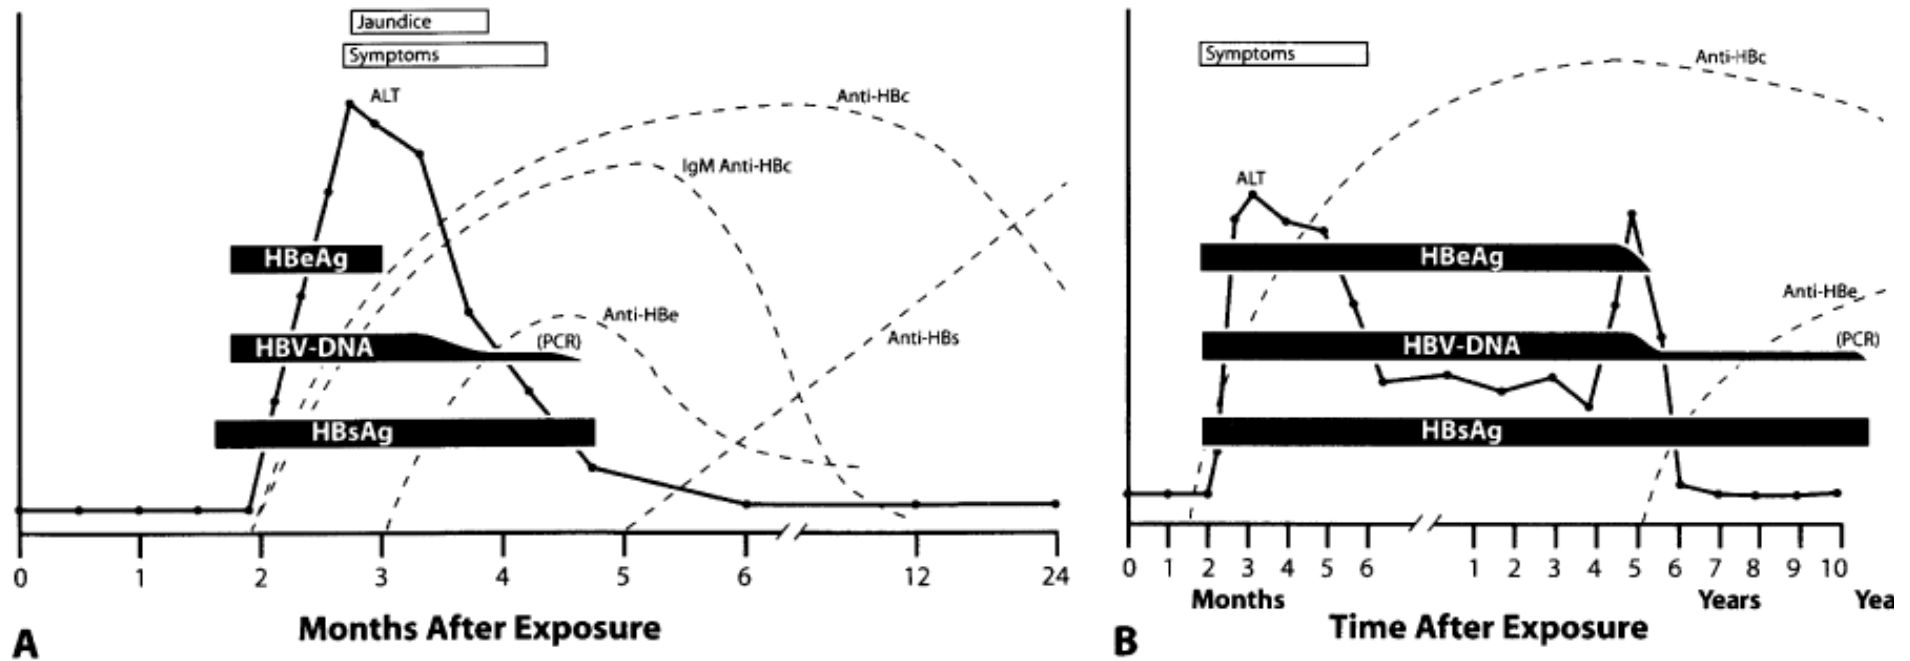 Jaundice
Symptoms
ALT
Anti-HBc
IgM Anti-HBc
HBeAg
Anti-HBe
HBV-DNA
(PCR)
Anti-HBs
HBsAg
0 1 2 3 4 5 6 12 24
Months After Exposure
A
Symptoms
Anti-HBc
ALT
HBeAg
Anti-HBe
HBV-DNA
(PCR)
HBsAg
0 1 2 3 4 5 6 1 2 3 4 5 6 7 8 9 10
Months Years Yea
Time After Exposure
B